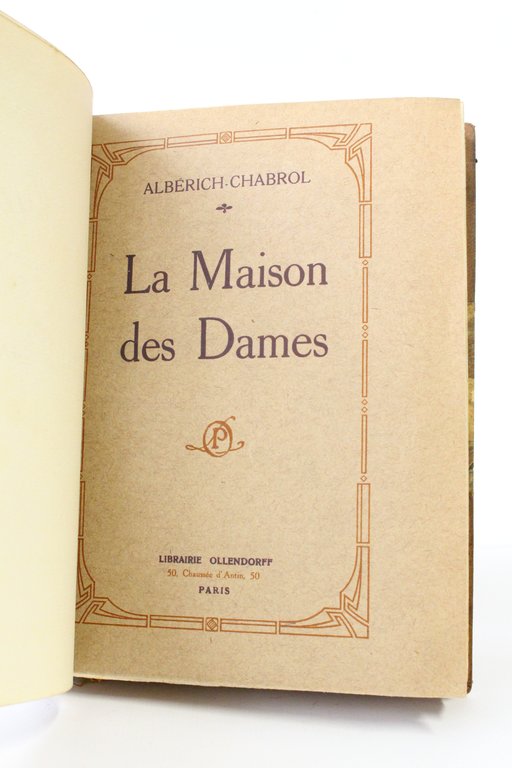 ALBÉRICH-CHABROL
La Maison
des Dames
LIBRAIRIE OLLENDORFF
50, Chaussée d'Antin, 50
PARIS